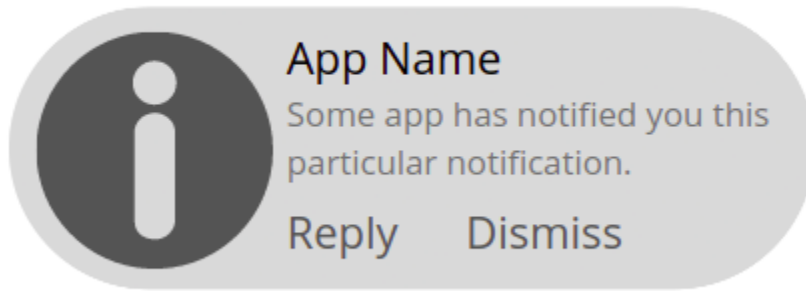 App Name
Some app has notified you this
particular notification.
Reply Dismiss